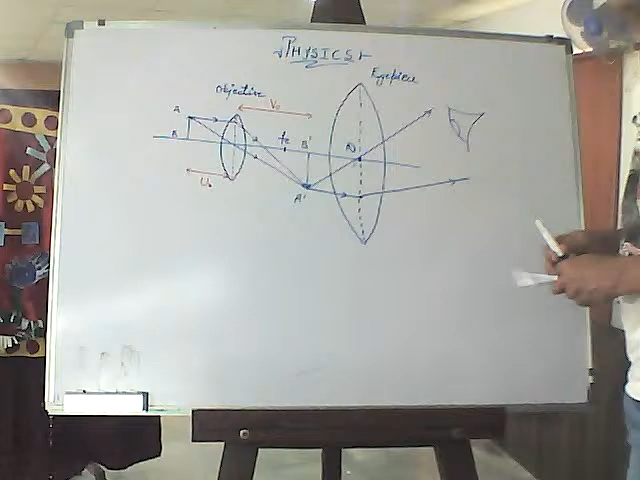 PHYSICS
Eyepiece
Objective
V₀
A
B
fe
B'
U₀
A'